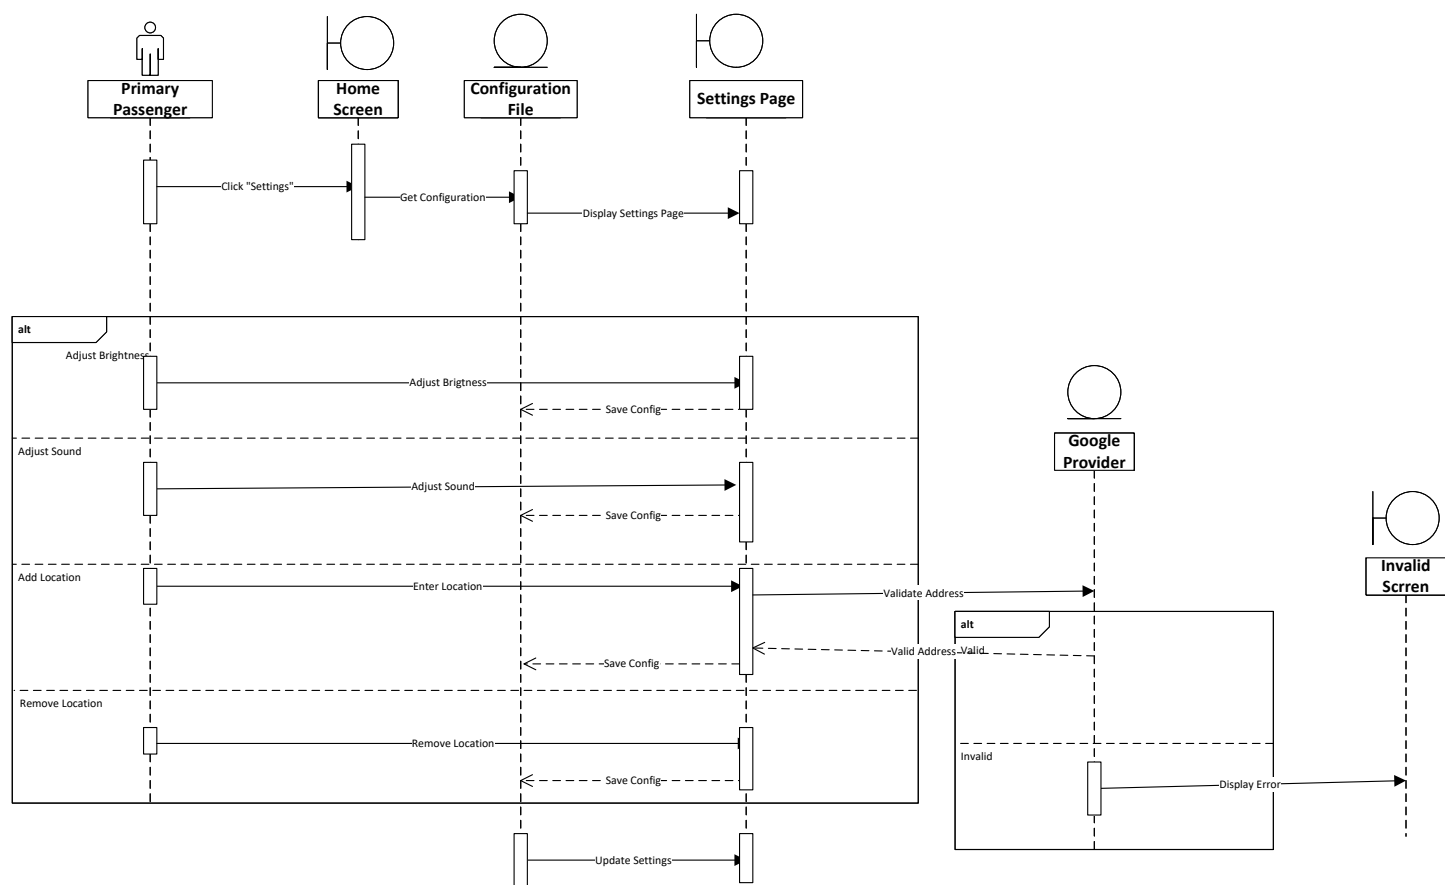 Primary
Passenger
Home
Screen
Configuration
File
Settings Page
Click "Settings"
Get Configuration
Display Settings Page
alt
Adjust Brightness
Adjust Brigtness
Save Config
Google
Provider
Adjust Sound
Adjust Sound
Save Config
Invalid
Scrren
Add Location
Enter Location
Validate Address
alt
Valid Address
Valid
Save Config
Remove Location
Remove Location
Invalid
Save Config
Display Error
Update Settings